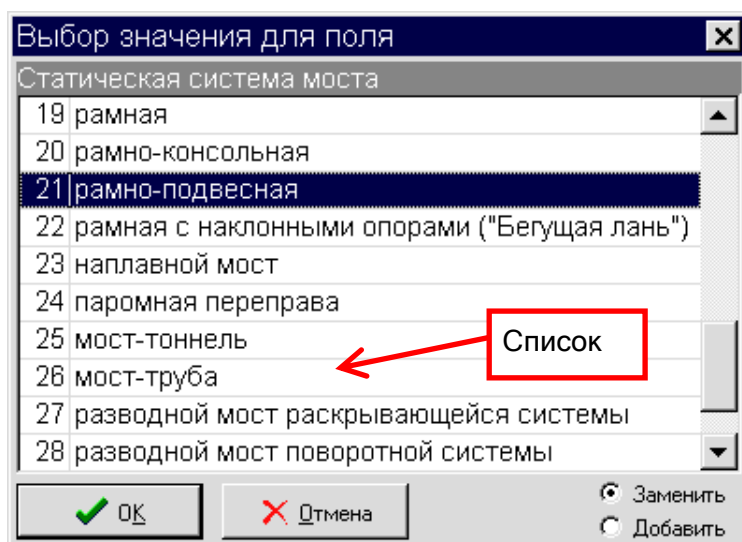 Выбор значения для поля
Статическая система моста
19 рамная
20 рамно-консольная
21 рамно-подвесная
22 рамная с наклонными опорами ("Бегущая лань")
23 наплавной мост
24 паромная переправа
25 мост-тоннель
Список
26 мост-труба
27 разводной мост раскрывающейся системы
28 разводной мост поворотной системы
OK
Отмена
Заменить
Добавить